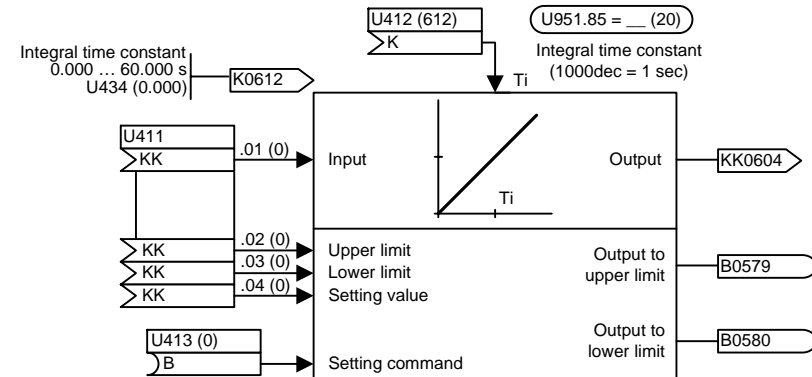 U412 (612)
K
U951.85 = __ (20)
Integral time constant
(1000dec = 1 sec)
Integral time constant
0.000 ... 60.000 s
U434 (0.000)
K0612
Ti
U411
KK
.01 (0)
Input
Output
KK0604
Ti
KK
.02 (0)
Upper limit
KK
.03 (0)
Lower limit
KK
.04 (0)
Setting value
Output to
upper limit
B0579
Output to
lower limit
B0580
U413 (0)
B
Setting command